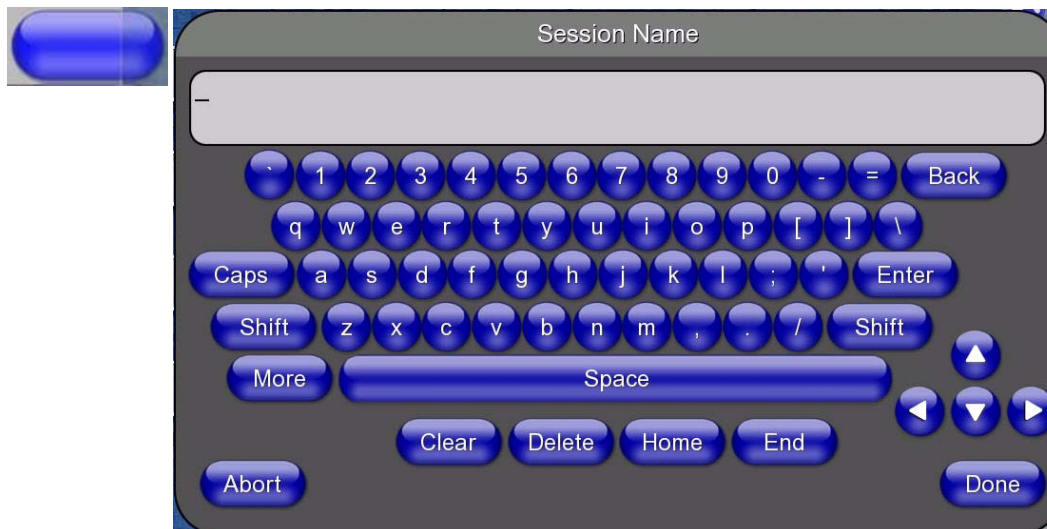 Session Name
_
` 1 2 3 4 5 6 7 8 9 0 - = Back
q w e r t y u i o p [ ] \
Caps a s d f g h j k l ; ' Enter
Shift z x c v b n m , . / Shift
More Space
Clear Delete Home End
Abort Done